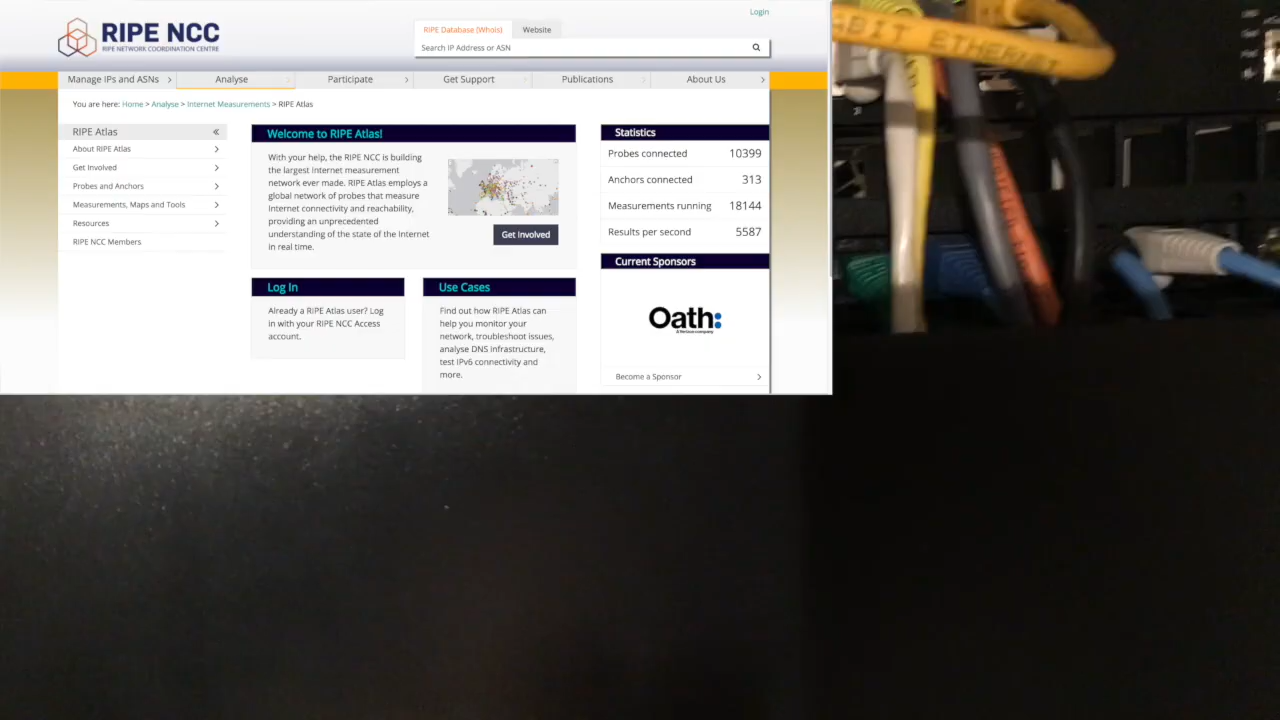 Login
RIPE NCC
RIPE NETWORK COORDINATION CENTRE
RIPE Database (Whois)
Website
Search IP Address or ASN
Manage IPs and ASNs
Analyse
Participate
Get Support
Publications
About Us
You are here: Home > Analyse > Internet Measurements > RIPE Atlas
RIPE Atlas
About RIPE Atlas
Get Involved
Probes and Anchors
Measurements, Maps and Tools
Resources
RIPE NCC Members
Welcome to RIPE Atlas!
With your help, the RIPE NCC is building
the largest Internet measurement
network ever made. RIPE Atlas employs a
global network of probes that measure
Internet connectivity and reachability,
providing an unprecedented
understanding of the state of the Internet
in real time.
Get Involved
Log In
Already a RIPE Atlas user? Log
in with your RIPE NCC Access
account.
Use Cases
Find out how RIPE Atlas can
help you monitor your
network, troubleshoot issues,
analyse DNS infrastructure,
test IPv6 connectivity and
more.
Statistics
Probes connected 10399
Anchors connected 313
Measurements running 18144
Results per second 5587
Current Sponsors
Oath:
A Verizon company
Become a Sponsor
ABIT ETHERNET